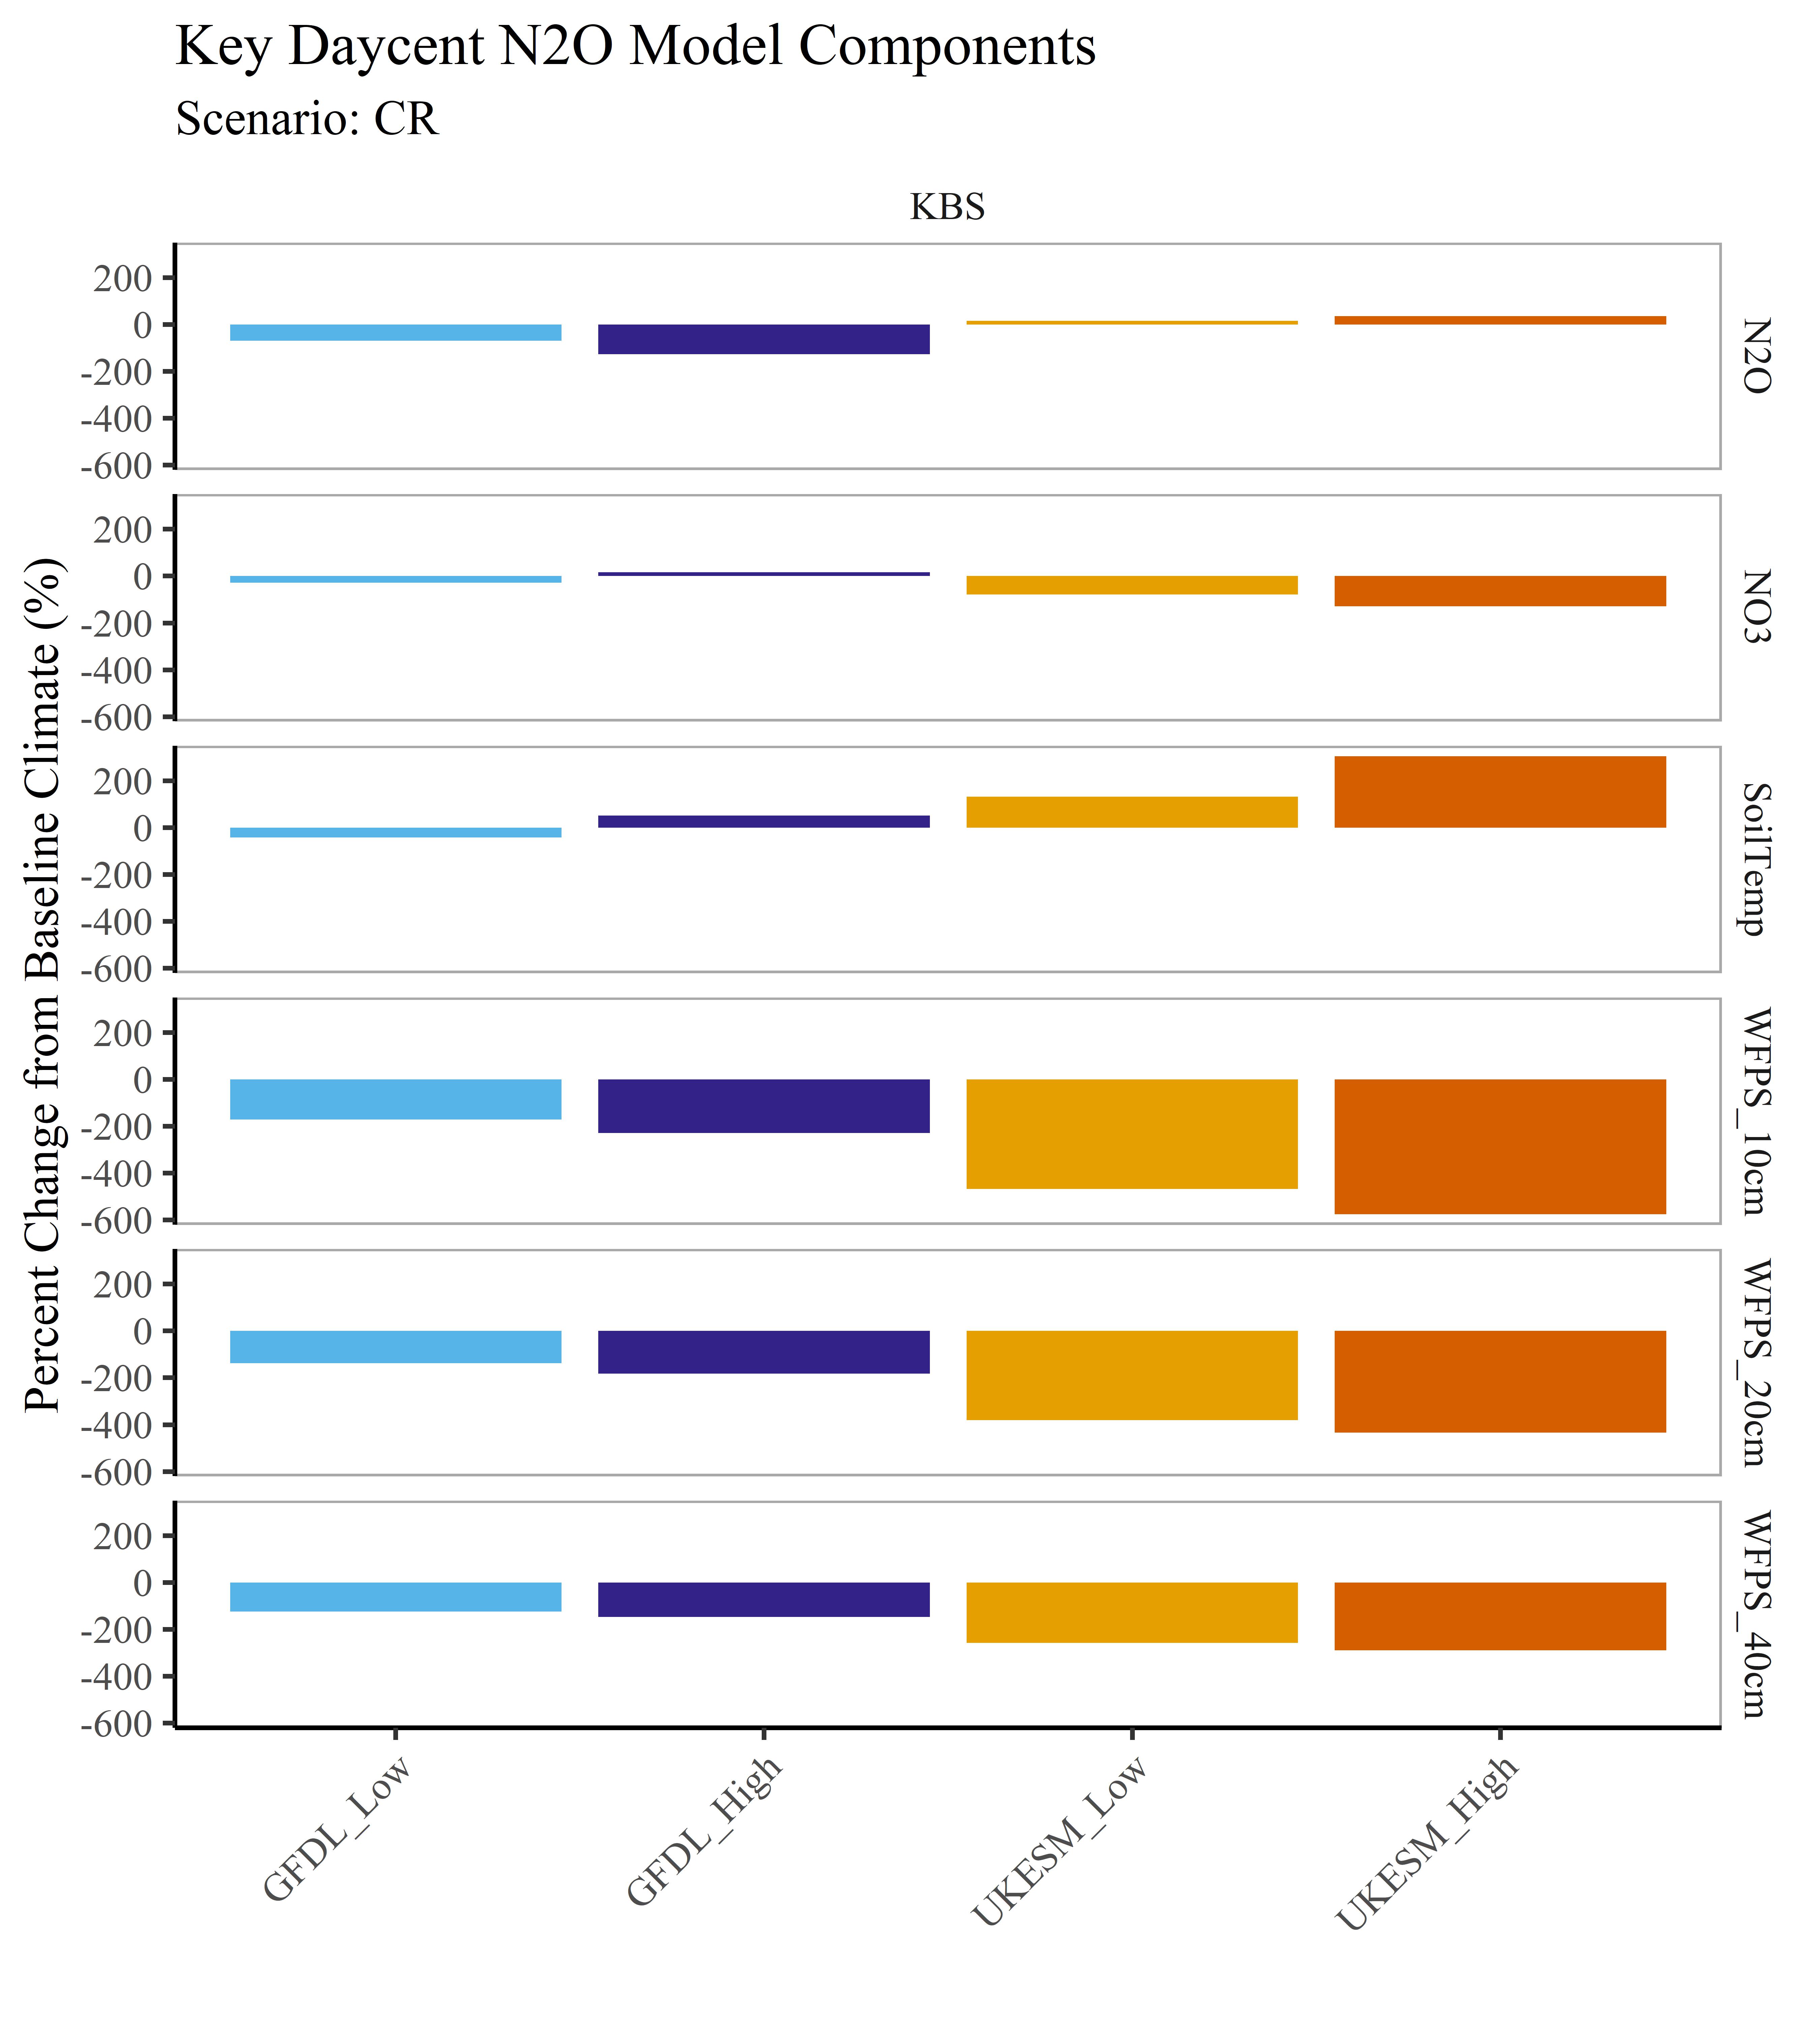 Key Daycent N2O Model Components
Scenario: CR
KBS
Percent Change from Baseline Climate (%)
200
0
-200
-400
-600
N2O
200
0
-200
-400
-600
NO3
200
0
-200
-400
-600
SoilTemp
200
0
-200
-400
-600
WFPS_10cm
200
0
-200
-400
-600
WFPS_20cm
200
0
-200
-400
-600
WFPS_40cm
GFDL_Low
GFDL_High
UKESM_Low
UKESM_High